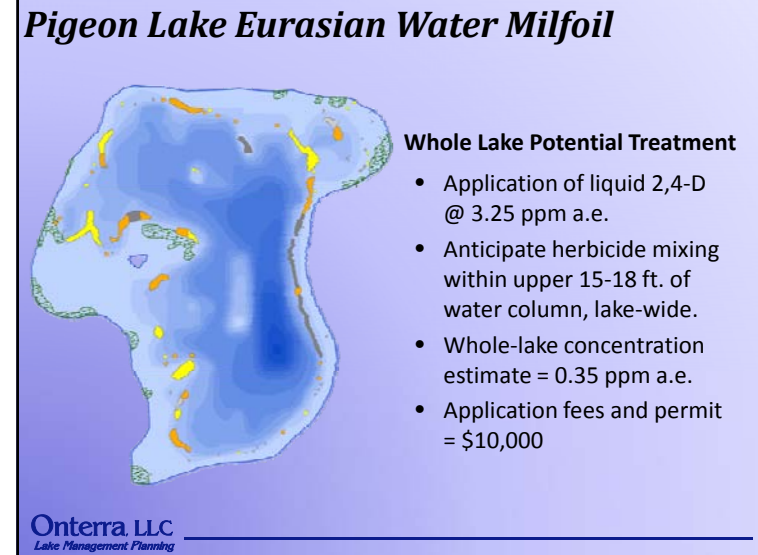 Pigeon Lake Eurasian Water Milfoil
Whole Lake Potential Treatment
• Application of liquid 2,4-D
@ 3.25 ppm a.e.
• Anticipate herbicide mixing
within upper 15-18 ft. of
water column, lake-wide.
• Whole-lake concentration
estimate = 0.35 ppm a.e.
• Application fees and permit
= $10,000
Onterra, LLC
Lake Management Planning